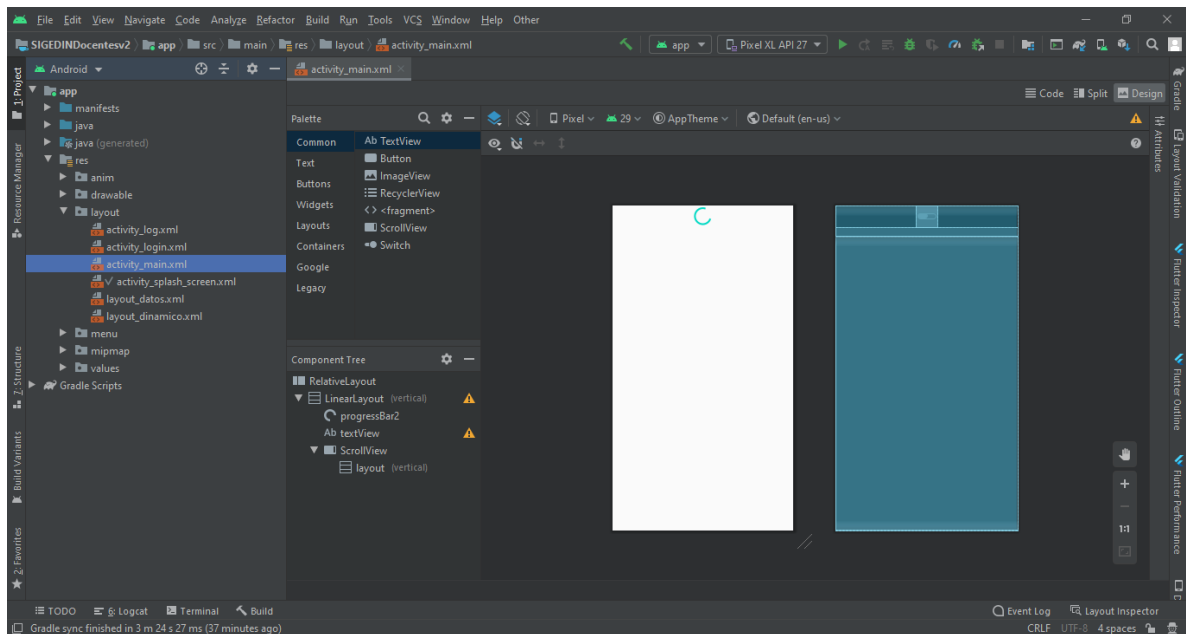 File Edit View Navigate Code Analyze Refactor Build Run Tools VCS Window Help Other
SIGEDINDocentesv2 app src main res layout activity_main.xml app Pixel XL API 27
1: Project
Resource Manager
7: Structure
Build Variants
2: Favorites
Android
app
manifests
java
java (generated)
res
anim
drawable
layout
activity_log.xml
activity_login.xml
activity_main.xml
activity_splash_screen.xml
layout_datos.xml
layout_dinamico.xml
menu
mipmap
values
Gradle Scripts
activity_main.xml
Code Split Design
Palette
Common
Text
Buttons
Widgets
Layouts
Containers
Google
Legacy
Ab TextView
Button
ImageView
RecyclerView
<> <fragment>
ScrollView
Switch
Pixel 29 AppTheme Default (en-us)
Component Tree
RelativeLayout
LinearLayout (vertical)
progressBar2
Ab textView
ScrollView
layout (vertical)
1:1
Attributes
Gradle
Layout Validation
Flutter Inspector
Flutter Outline
Flutter Performance
TODO 6: Logcat Terminal Build Event Log Layout Inspector
Gradle sync finished in 3 m 24 s 27 ms (37 minutes ago) CRLF UTF-8 4 spaces